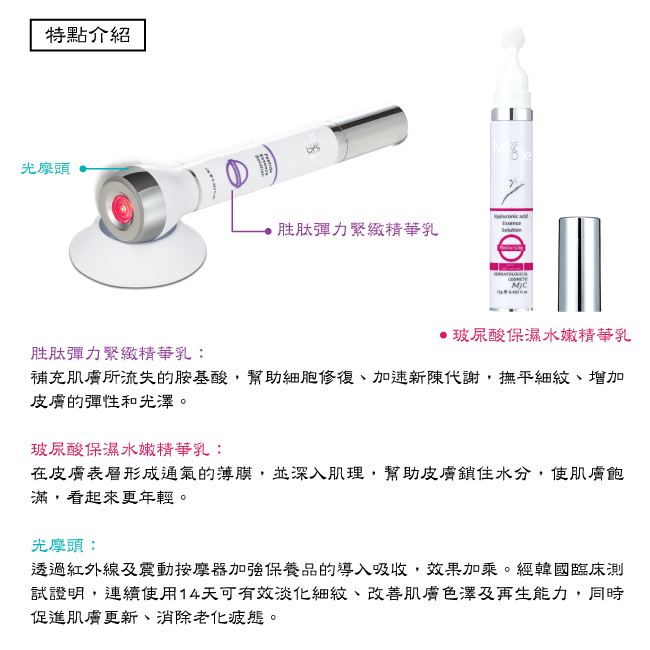 特點介紹
光摩頭
Peptide
Essence
Solution
胜肽彈力緊緻精華乳
Hyaluronic acid
Essence
Solution
Moisturizing
DERMATOLOGICAL
COSMETIC
MJC
玻尿酸保濕水嫩精華乳
胜肽彈力緊緻精華乳：
補充肌膚所流失的胺基酸，幫助細胞修復、加速新陳代謝，撫平細紋、增加
皮膚的彈性和光澤。
玻尿酸保濕水嫩精華乳：
在皮膚表層形成通氣的薄膜，並深入肌理，幫助皮膚鎖住水分，使肌膚飽
滿，看起來更年輕。
光摩頭：
透過紅外線及震動按摩器加強保養品的導入吸收，效果加乘。經韓國臨床測
試證明，連續使用14天可有效淡化細紋、改善肌膚色澤及再生能力，同時
促進肌膚更新、消除老化疲態。